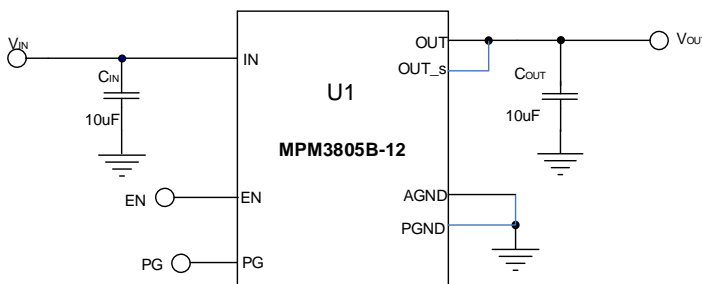 VIN
IN
CIN
10uF
EN
EN
PG
PG
U1
MPM3805B-12
OUT
OUT_s
AGND
PGND
COUT
10uF
VOUT